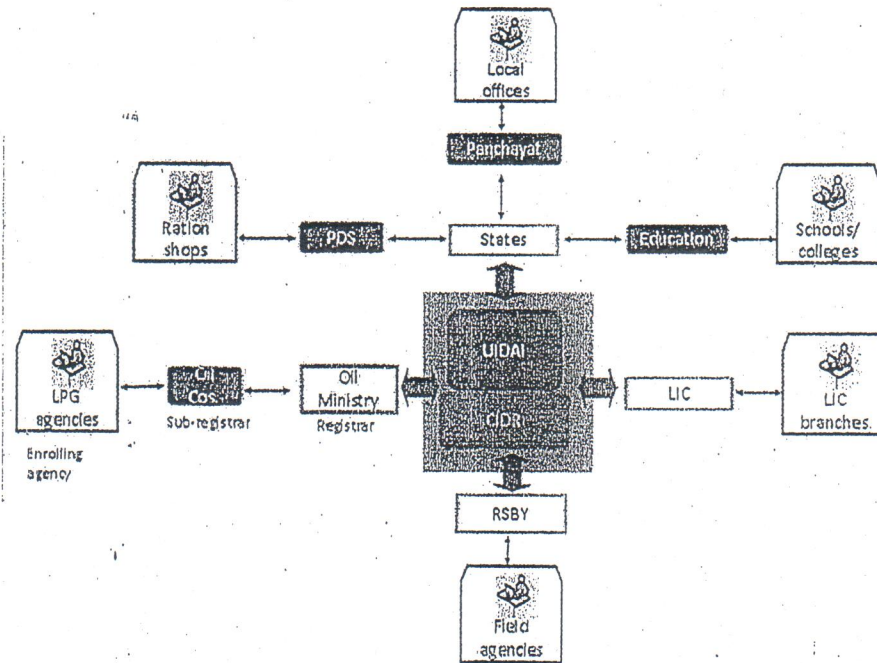 Local
offices
Panchayat
Ration
shops
PDS
States
Education
Schools/
colleges
UIDAI
CIDR
LPG
agencies
Oil
Cos.
Oil
Ministry
LIC
LIC
branches.
Sub-registrar
Registrar
Enrolling
agency
RSBY
Field
agencies